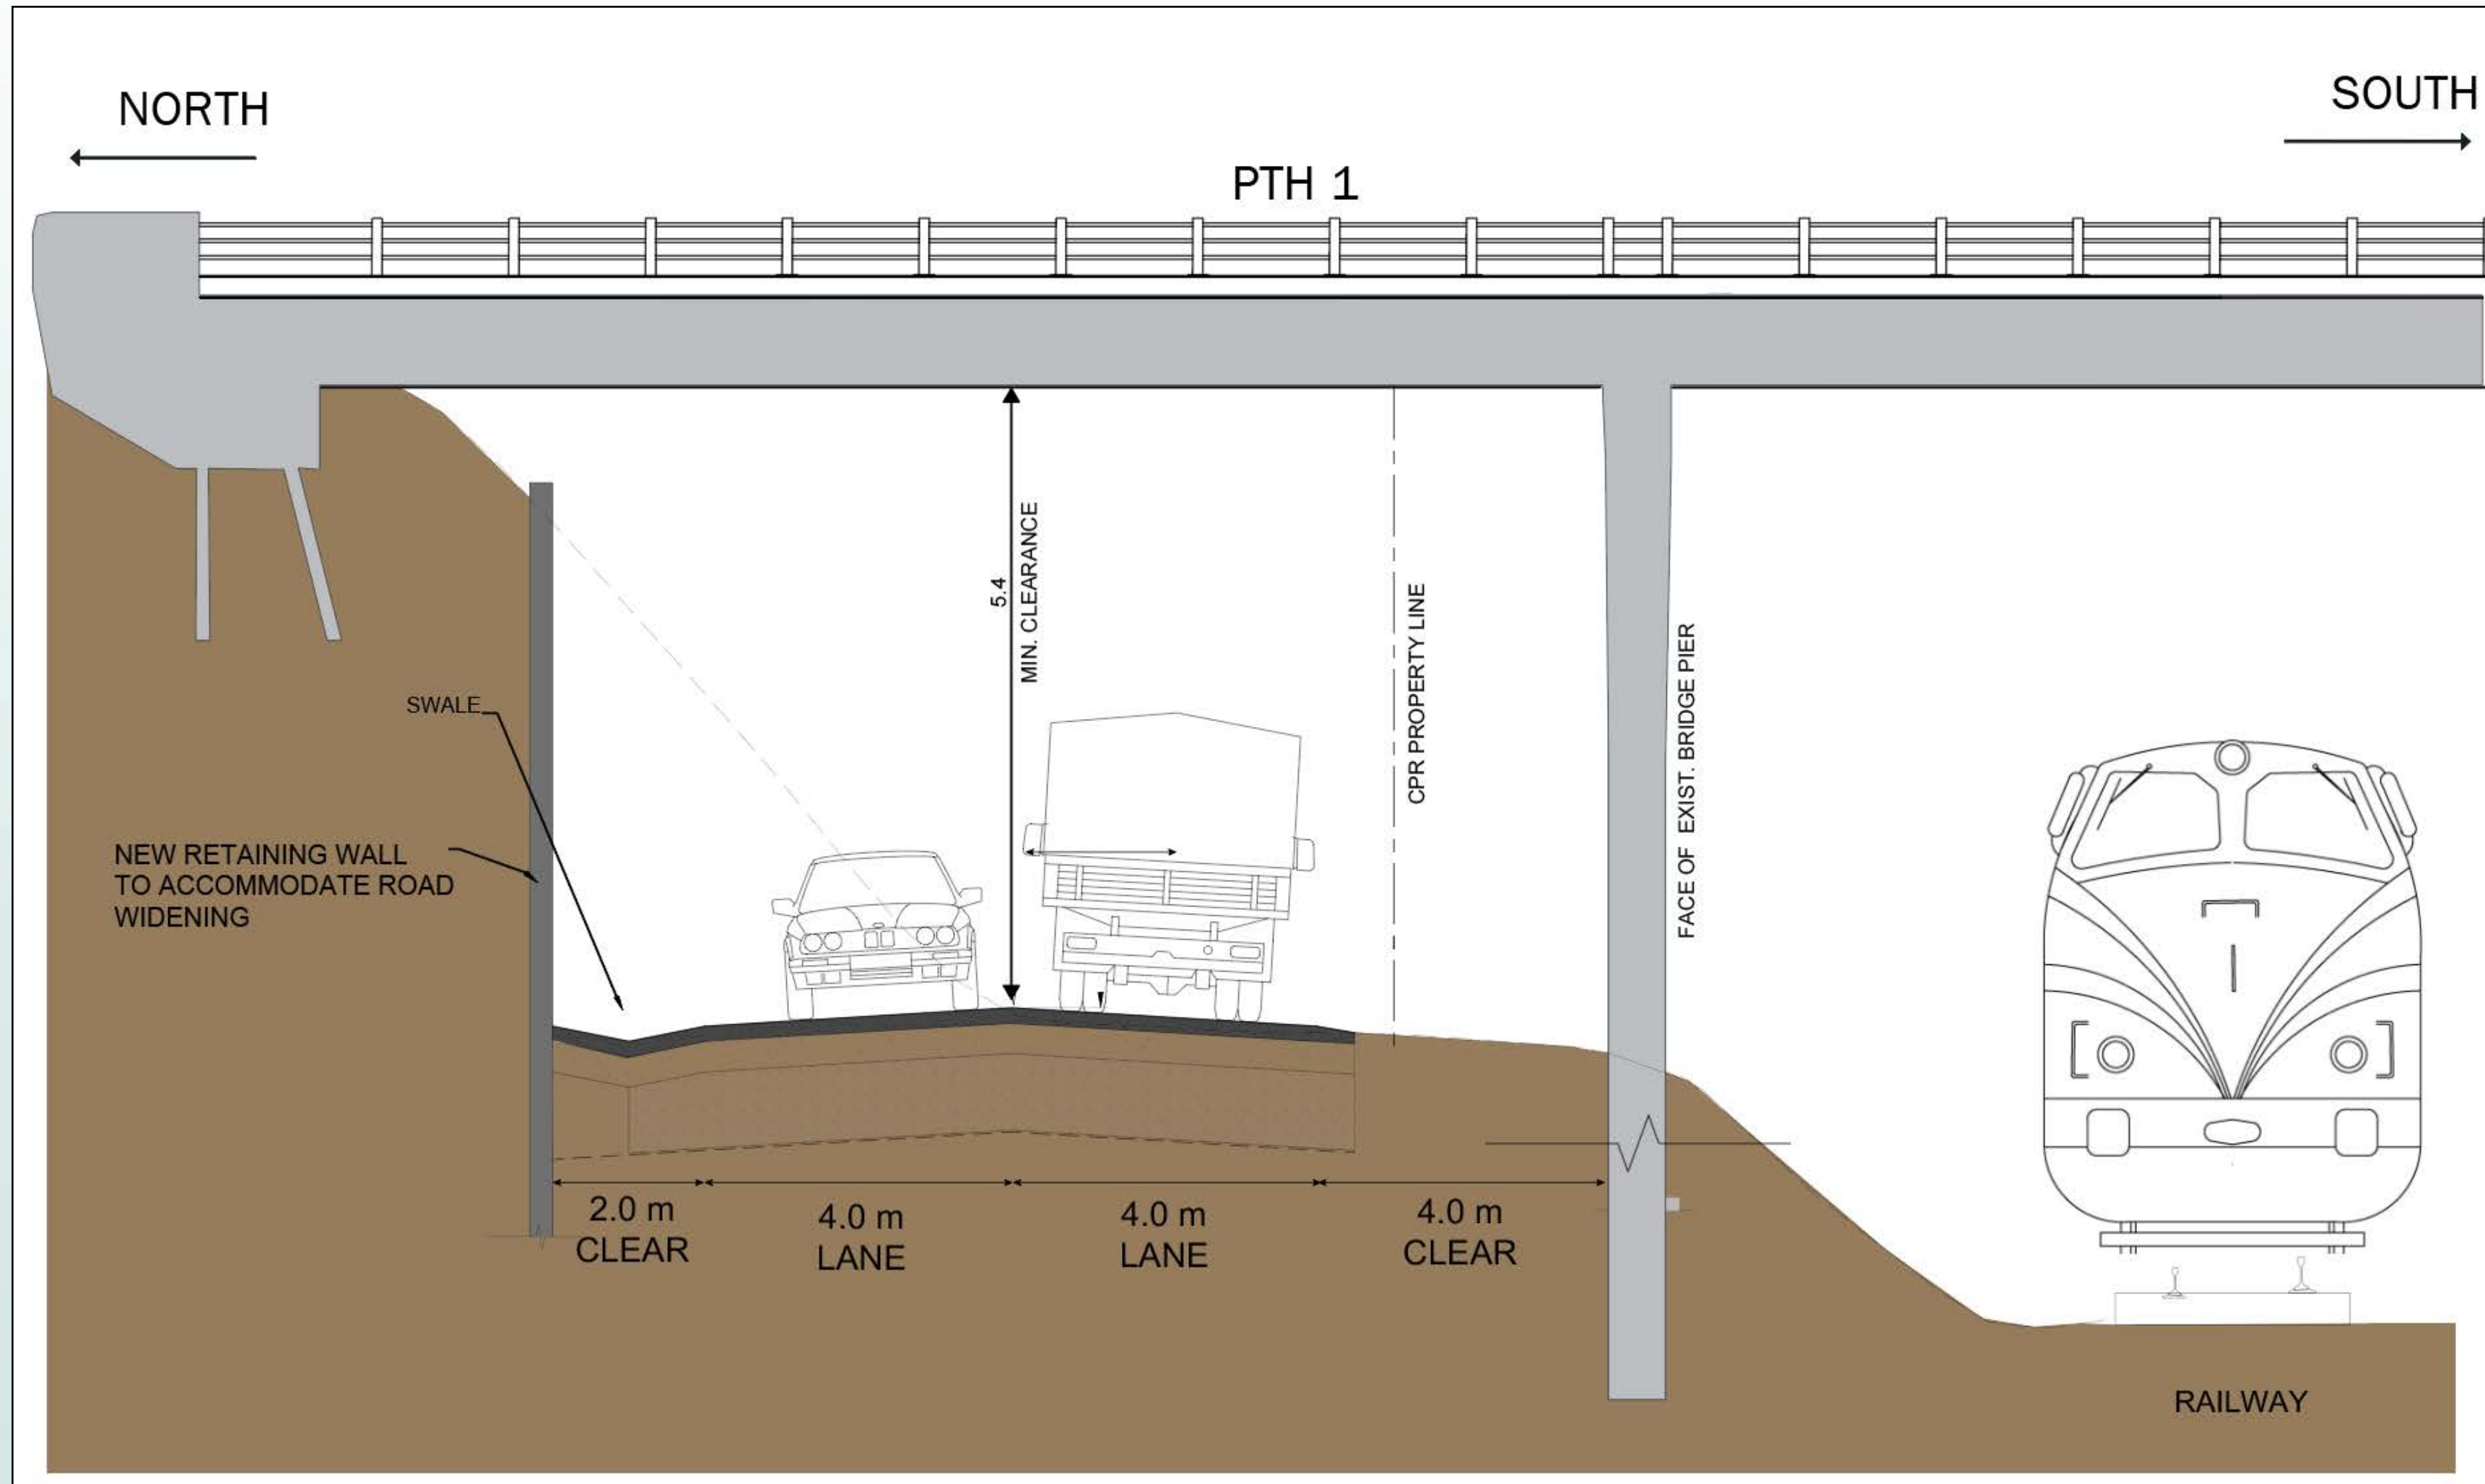 NORTH
SOUTH
PTH 1
5.4
MIN. CLEARANCE
CPR PROPERTY LINE
FACE OF EXIST. BRIDGE PIER
SWALE
NEW RETAINING WALL
TO ACCOMMODATE ROAD
WIDENING
2.0 m
CLEAR
4.0 m
LANE
4.0 m
LANE
4.0 m
CLEAR
RAILWAY